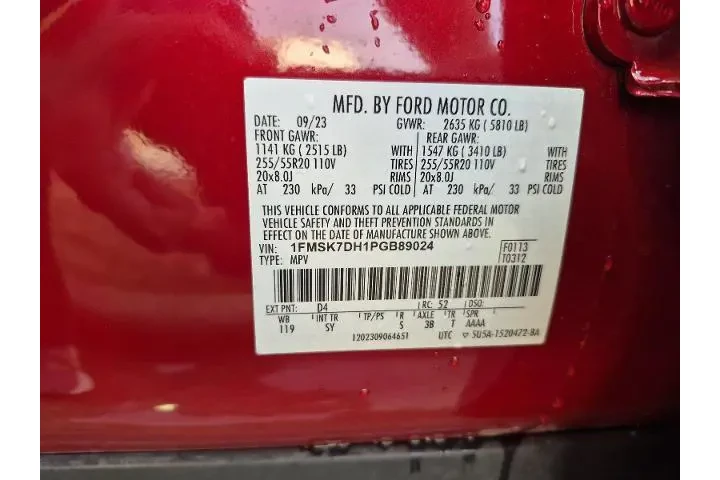 MFD. BY FORD MOTOR CO.
DATE: 09/23 GVWR: 2635 KG ( 5810 LB)
FRONT GAWR: REAR GAWR:
1141 KG ( 2515 LB) WITH 1547 KG ( 3410 LB) WITH
255/55R20 110V TIRES 255/55R20 110V TIRES
20x8.0J RIMS 20x8.0J RIMS
AT 230 kPa/ 33 PSI COLD AT 230 kPa/ 33 PSI COLD
THIS VEHICLE CONFORMS TO ALL APPLICABLE FEDERAL MOTOR
VEHICLE SAFETY AND THEFT PREVENTION STANDARDS IN
EFFECT ON THE DATE OF MANUFACTURE SHOWN ABOVE.
VIN: 1FMSK7DH1PGB89024 F0113
TYPE: MPV T0312
EXT PNT: D4 RC: 52 DSO:
WB INT TR TP/PS R AXLE TR SPR
119 SY S 3B T AAAA
1202309064651 UTC 5U5A-1520472-BA